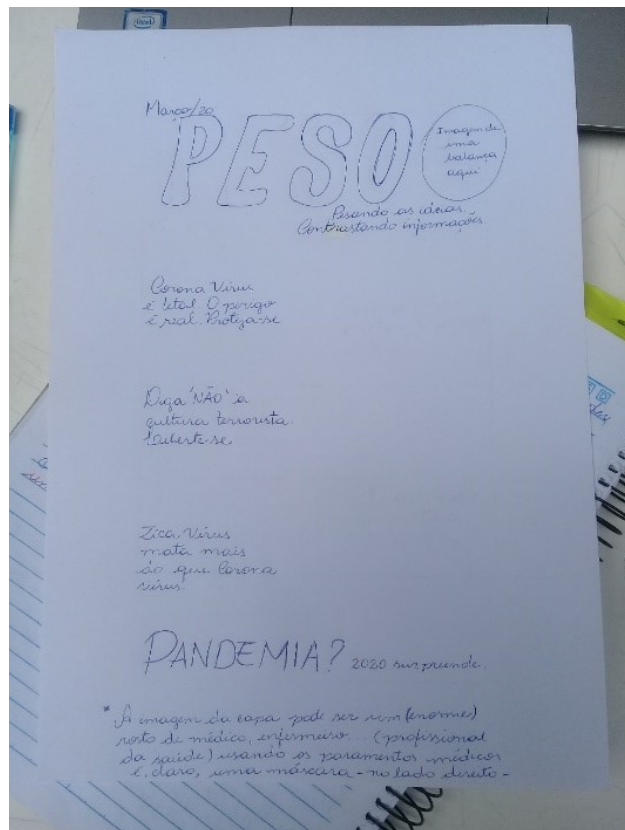 intel
Março/20
PESO
Imagem de
uma
balança
aqui
Pesando as idéias.
Contrastando informações.
Corona Vírus
é letal. O perigo
é real. Proteja-se
Diga 'NÃO' à
cultura terrorista.
Liberte-se
Zica Vírus
mata mais
do que Corona
vírus.
PANDEMIA? 2020 surpreende.
* A imagem da capa pode ser um (enorme)
rosto de médico, enfermeiro... (profissional
da saúde) usando os paramentos médicos
e, claro, uma máscara - no lado direito -